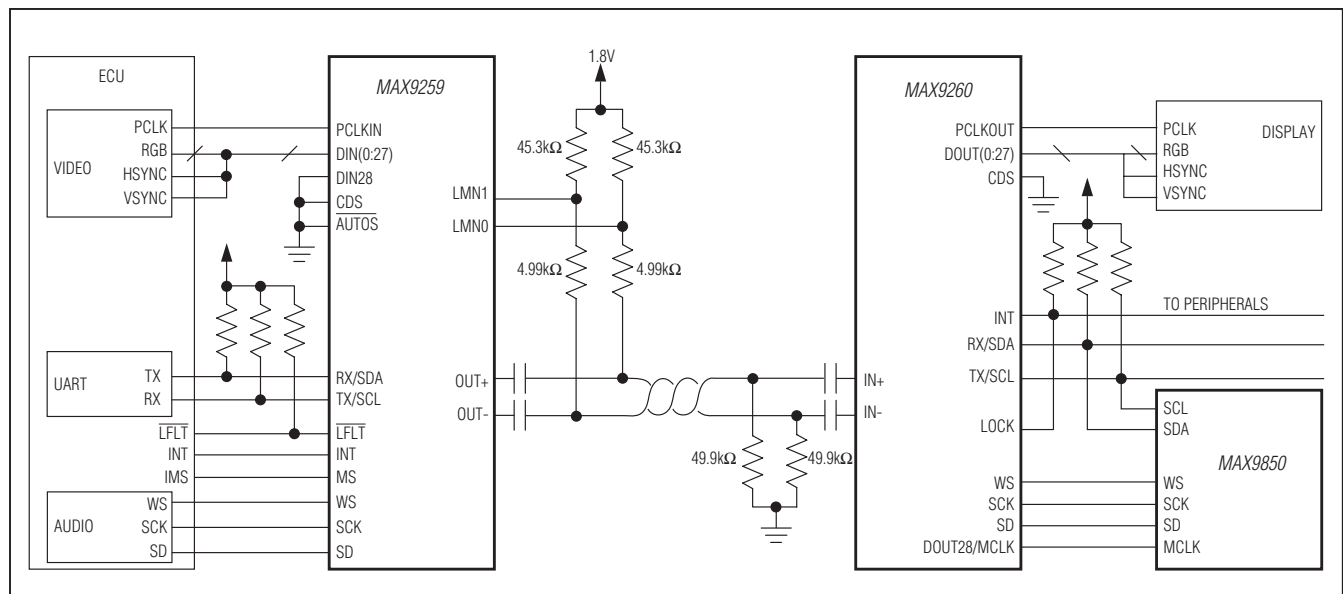 ECU
VIDEO
PCLK
RGB
HSYNC
VSYNC
UART
TX
RX
LFLT
INT
IMS
AUDIO
WS
SCK
SD
MAX9259
PCLKIN
DIN(0:27)
DIN28
CDS
AUTOS
RX/SDA
TX/SCL
LFLT
INT
MS
WS
SCK
SD
LMN1
LMN0
OUT+
OUT-
1.8V
45.3kΩ
45.3kΩ
4.99kΩ
4.99kΩ
49.9kΩ
49.9kΩ
MAX9260
PCLKOUT
DOUT(0:27)
CDS
INT
RX/SDA
TX/SCL
IN+
IN-
LOCK
WS
SCK
SD
DOUT28/MCLK
DISPLAY
PCLK
RGB
HSYNC
VSYNC
TO PERIPHERALS
SCL
SDA
MAX9850
WS
SCK
SD
MCLK